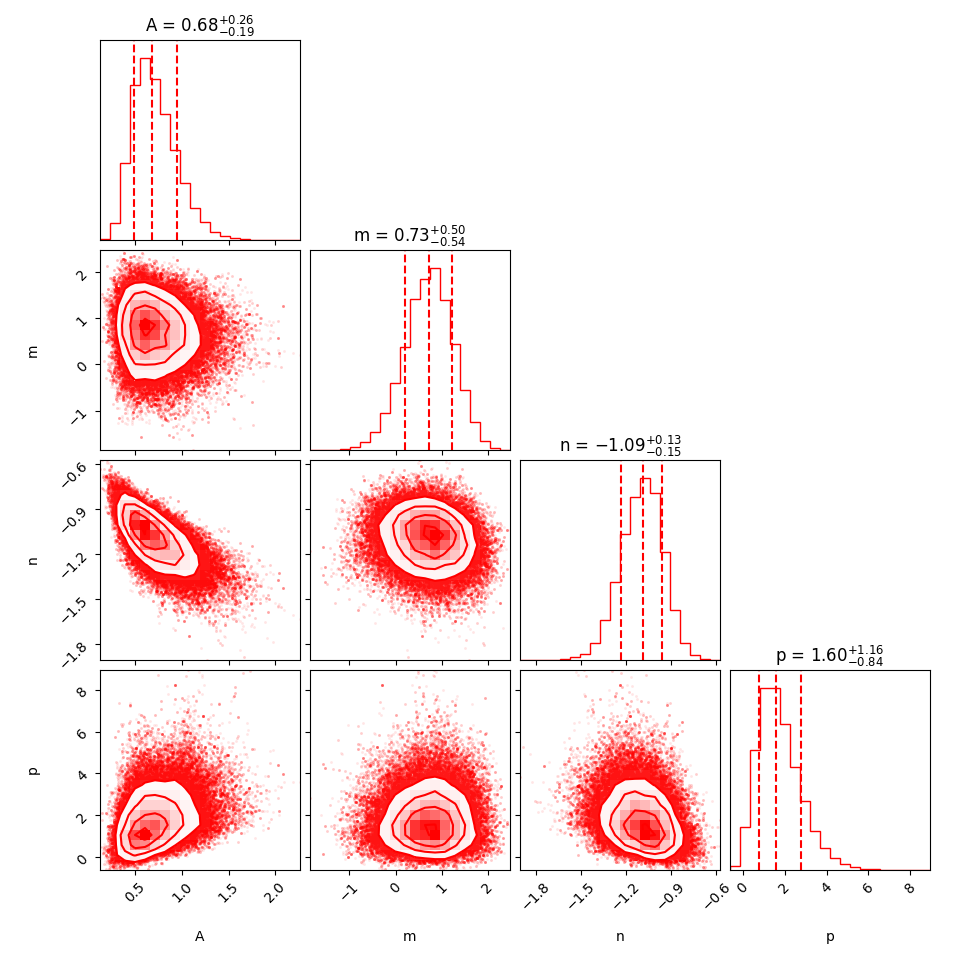 A = 0.68^{+0.26}_{-0.19}
m = 0.73^{+0.50}_{-0.54}
2
1
0
−1
m
n = −1.09^{+0.13}_{-0.15}
−0.6
−0.9
−1.2
−1.5
−1.8
n
p = 1.60^{+1.16}_{-0.84}
8
6
4
2
0
p
0.5 1.0 1.5 2.0 −1 0 1 2 −1.8 −1.5 −1.2 −0.9 −0.6 0 2 4 6 8
A m n p